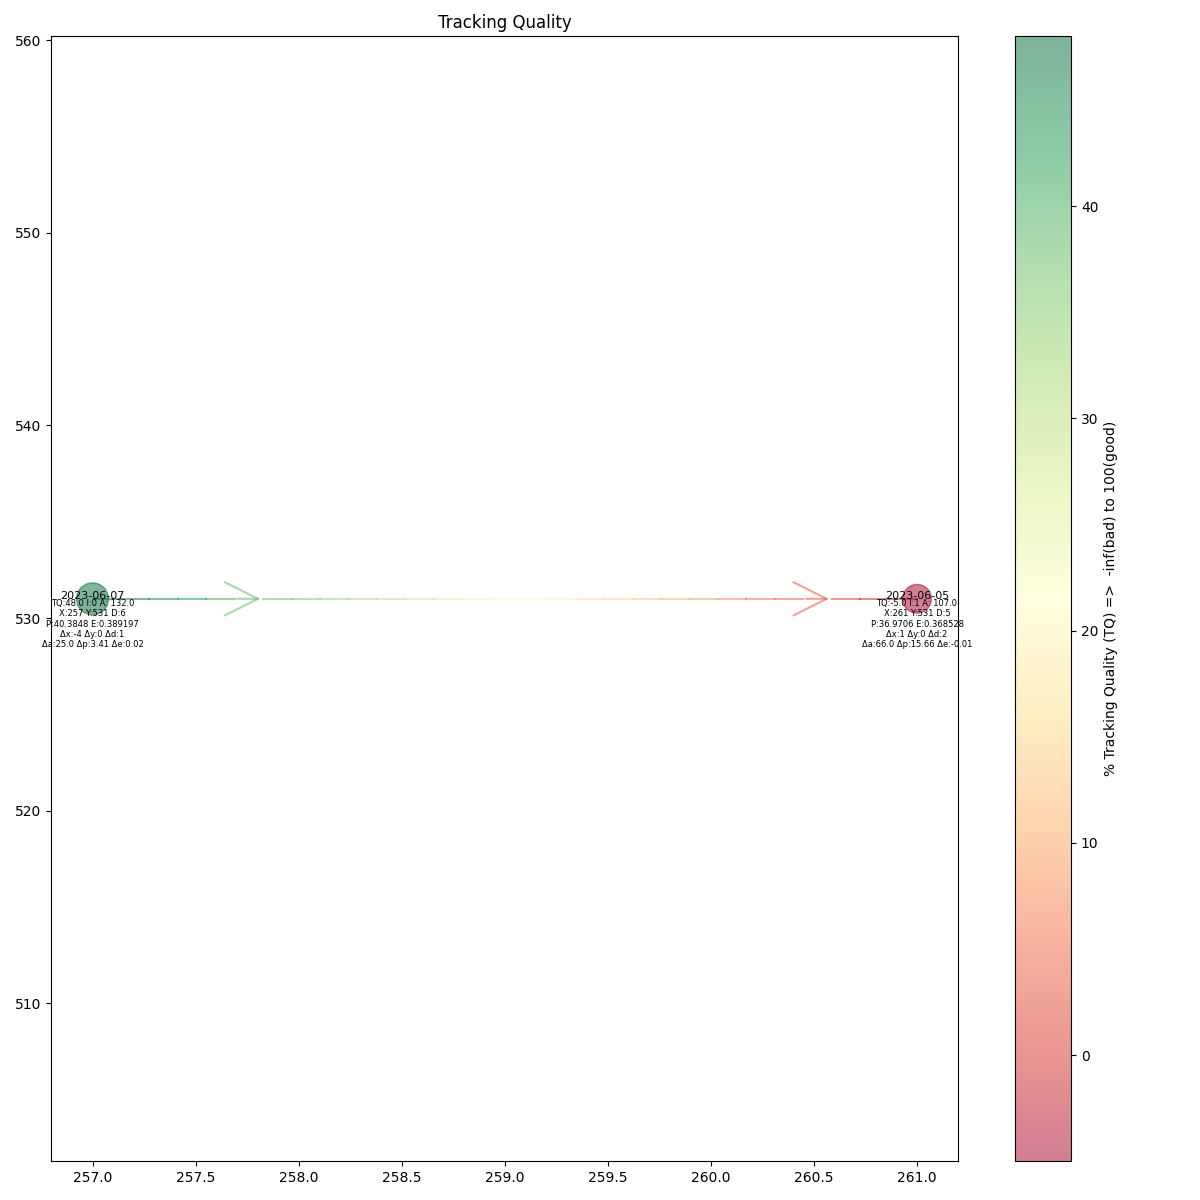 Tracking Quality
560
550
540
530
520
510
257.0
257.5
258.0
258.5
259.0
259.5
260.0
260.5
261.0
2023-06-07
TQ:48.0 I:0 A: 132.0
X:257 Y:531 D:6
P:40.3848 E:0.389197
Δx:-4 Δy:0 Δd:1
Δa:25.0 Δp:3.41 Δe:0.02
2023-06-05
TQ:-5.0 I:1 A: 107.0
X:261 Y:531 D:5
P:36.9706 E:0.368528
Δx:1 Δy:0 Δd:2
Δa:66.0 Δp:15.66 Δe:-0.01
40
30
20
10
0
% Tracking Quality (TQ) => -inf(bad) to 100(good)